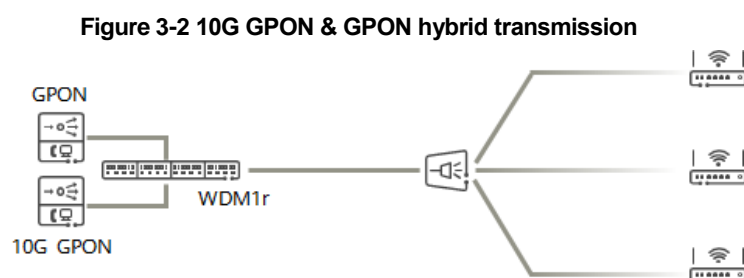 Figure 3-2 10G GPON & GPON hybrid transmission
GPON
WDM1r
10G GPON